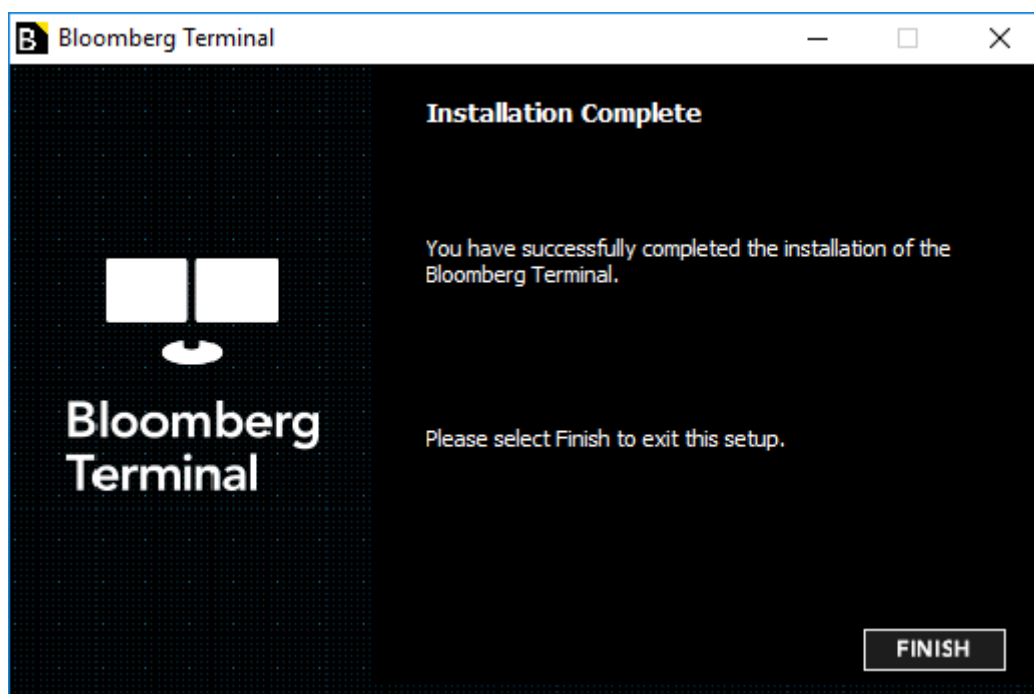 B Bloomberg Terminal
Installation Complete
You have successfully completed the installation of the
Bloomberg Terminal.
Bloomberg
Terminal
Please select Finish to exit this setup.
FINISH